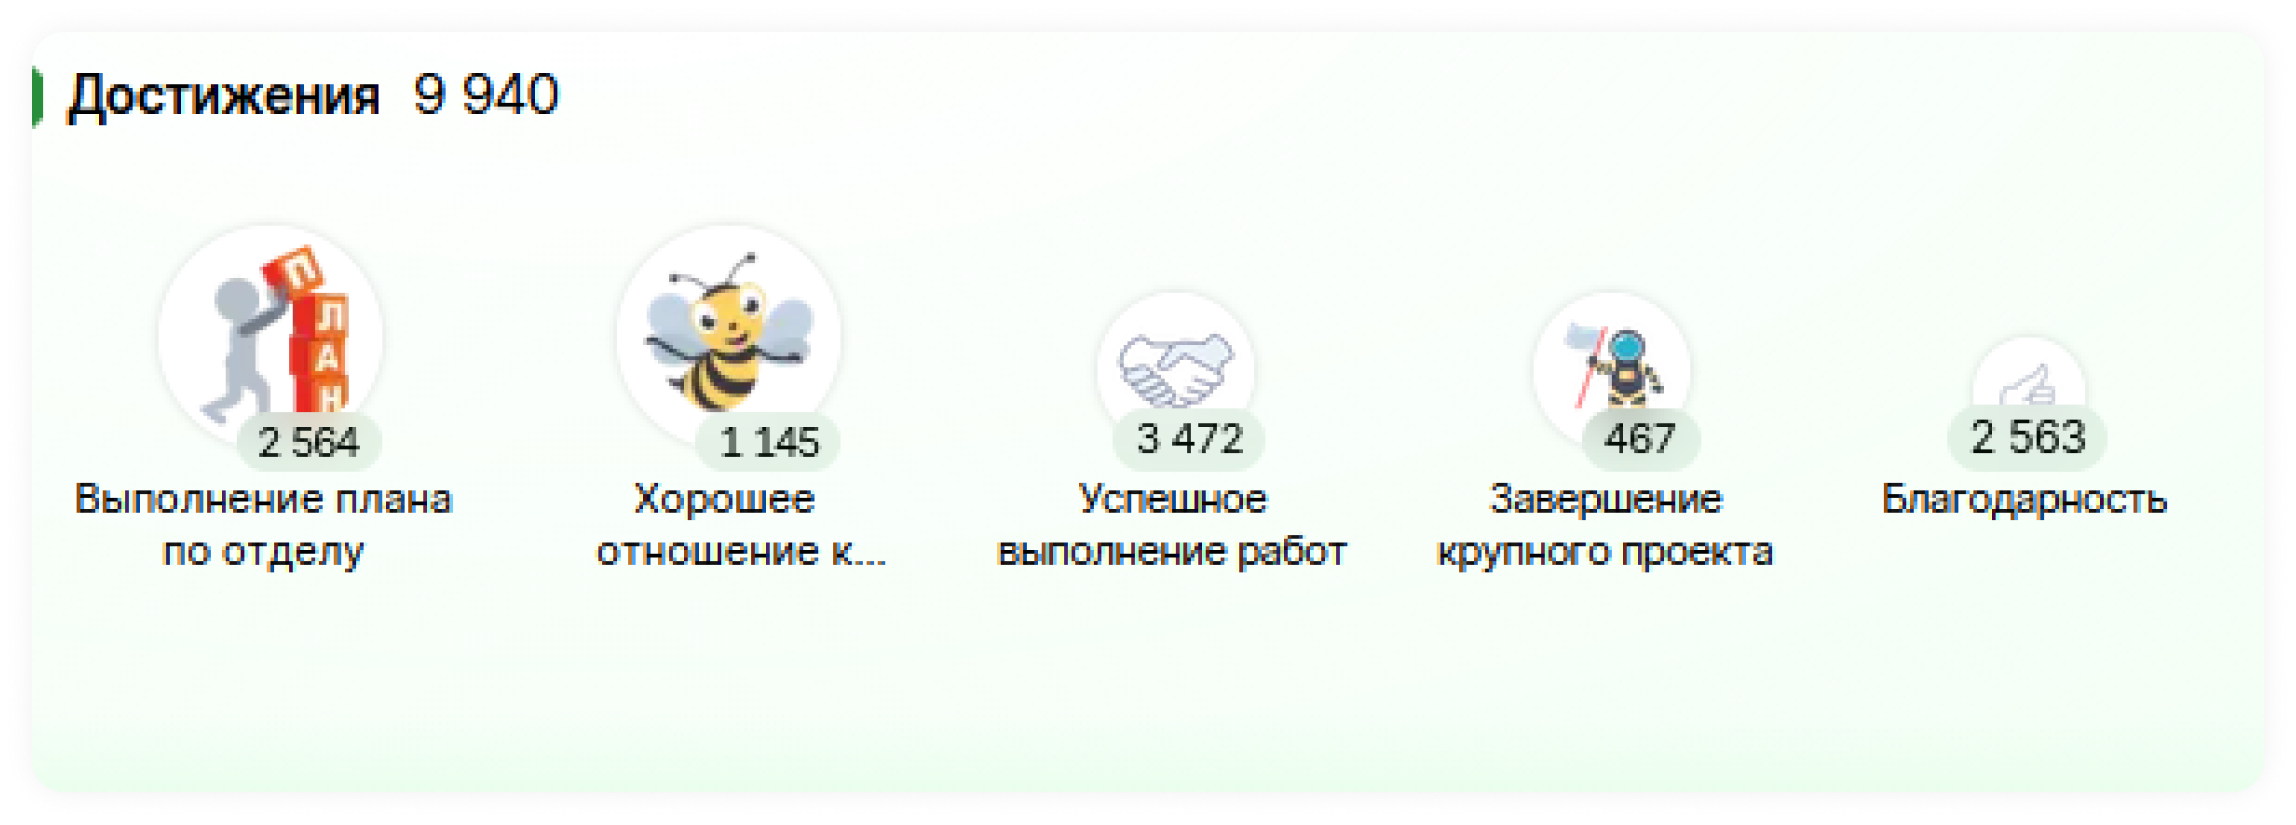 Достижения 9 940
П
Л
А
Н
2 564
1 145
3 472
467
2 563
Выполнение плана
по отделу
Хорошее
отношение к...
Успешное
выполнение работ
Завершение
крупного проекта
Благодарность